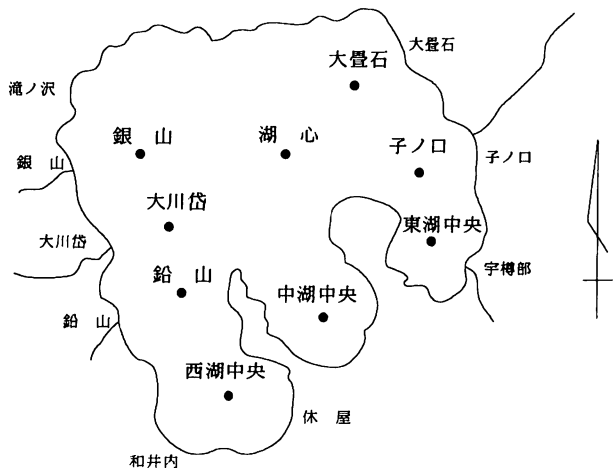 大畳石
大畳石
滝ノ沢
銀 山
湖 心
子ノ口
子ノ口
銀 山
大川岱
東湖中央
大川岱
宇樽部
鉛 山
中湖中央
鉛 山
西湖中央
休 屋
和井内